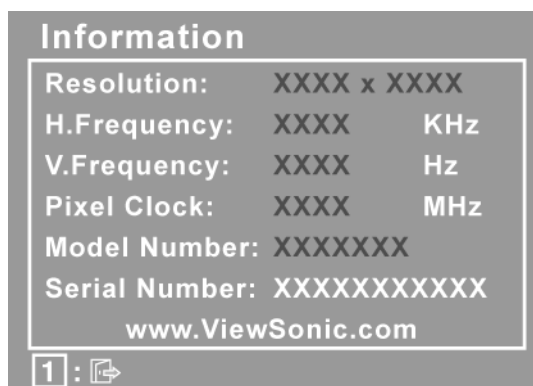 Information
Resolution: XXXX x XXXX
H.Frequency: XXXX KHz
V.Frequency: XXXX Hz
Pixel Clock: XXXX MHz
Model Number: XXXXXXX
Serial Number: XXXXXXXXXXX
www.ViewSonic.com
1 :